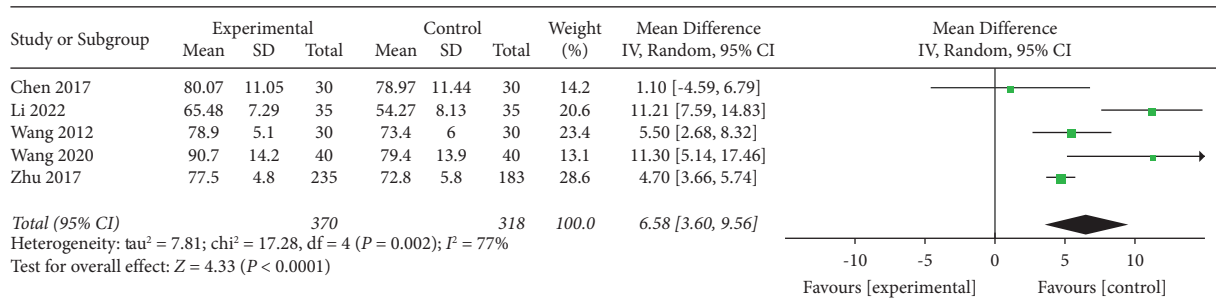 Study or Subgroup Experimental Control Weight (%) Mean Difference IV, Random, 95% CI Mean Difference IV, Random, 95% CI
Mean SD Total Mean SD Total
Chen 2017 80.07 11.05 30 78.97 11.44 30 14.2 1.10 [-4.59, 6.79]
Li 2022 65.48 7.29 35 54.27 8.13 35 20.6 11.21 [7.59, 14.83]
Wang 2012 78.9 5.1 30 73.4 6 30 23.4 5.50 [2.68, 8.32]
Wang 2020 90.7 14.2 40 79.4 13.9 40 13.1 11.30 [5.14, 17.46]
Zhu 2017 77.5 4.8 235 72.8 5.8 183 28.6 4.70 [3.66, 5.74]
Total (95% CI) 370 318 100.0 6.58 [3.60, 9.56]
Heterogeneity: tau² = 7.81; chi² = 17.28, df = 4 (P = 0.002); I² = 77%
Test for overall effect: Z = 4.33 (P < 0.0001)
-10 -5 0 5 10
Favours [experimental] Favours [control]